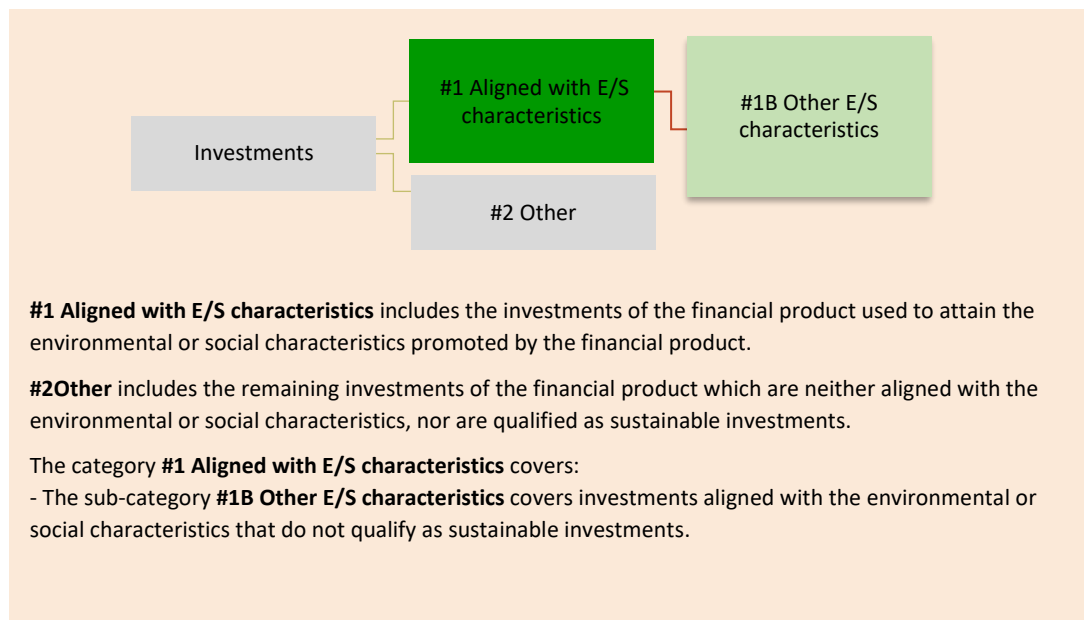 #1 Aligned with E/S
characteristics
#1B Other E/S
characteristics
Investments
#2 Other
#1 Aligned with E/S characteristics includes the investments of the financial product used to attain the
environmental or social characteristics promoted by the financial product.
#2Other includes the remaining investments of the financial product which are neither aligned with the
environmental or social characteristics, nor are qualified as sustainable investments.
The category #1 Aligned with E/S characteristics covers:
- The sub-category #1B Other E/S characteristics covers investments aligned with the environmental or
social characteristics that do not qualify as sustainable investments.